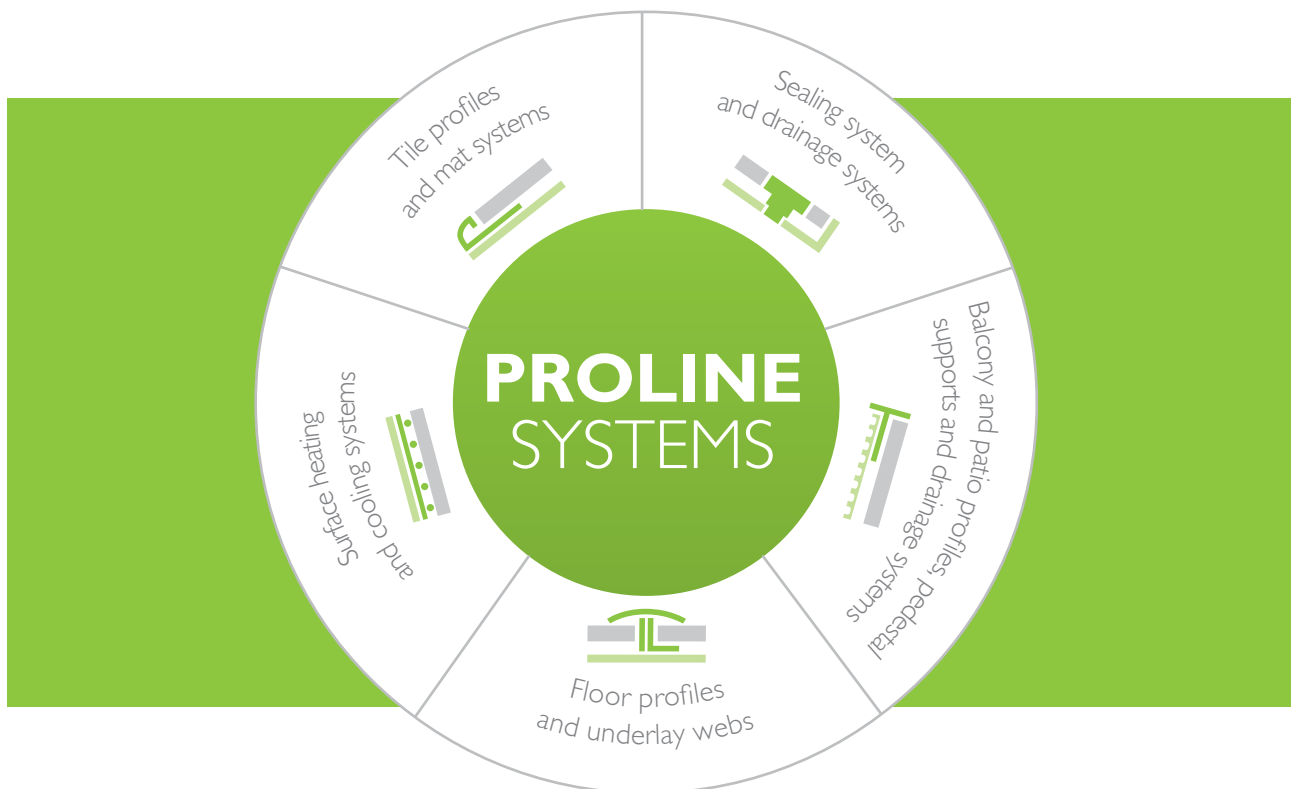 Tile profiles
and mat systems
Sealing system
and drainage systems
Balcony and patio profiles, pedestal
supports and drainage systems
Floor profiles
and underlay webs
Surface heating
and cooling systems
PROLINE
SYSTEMS